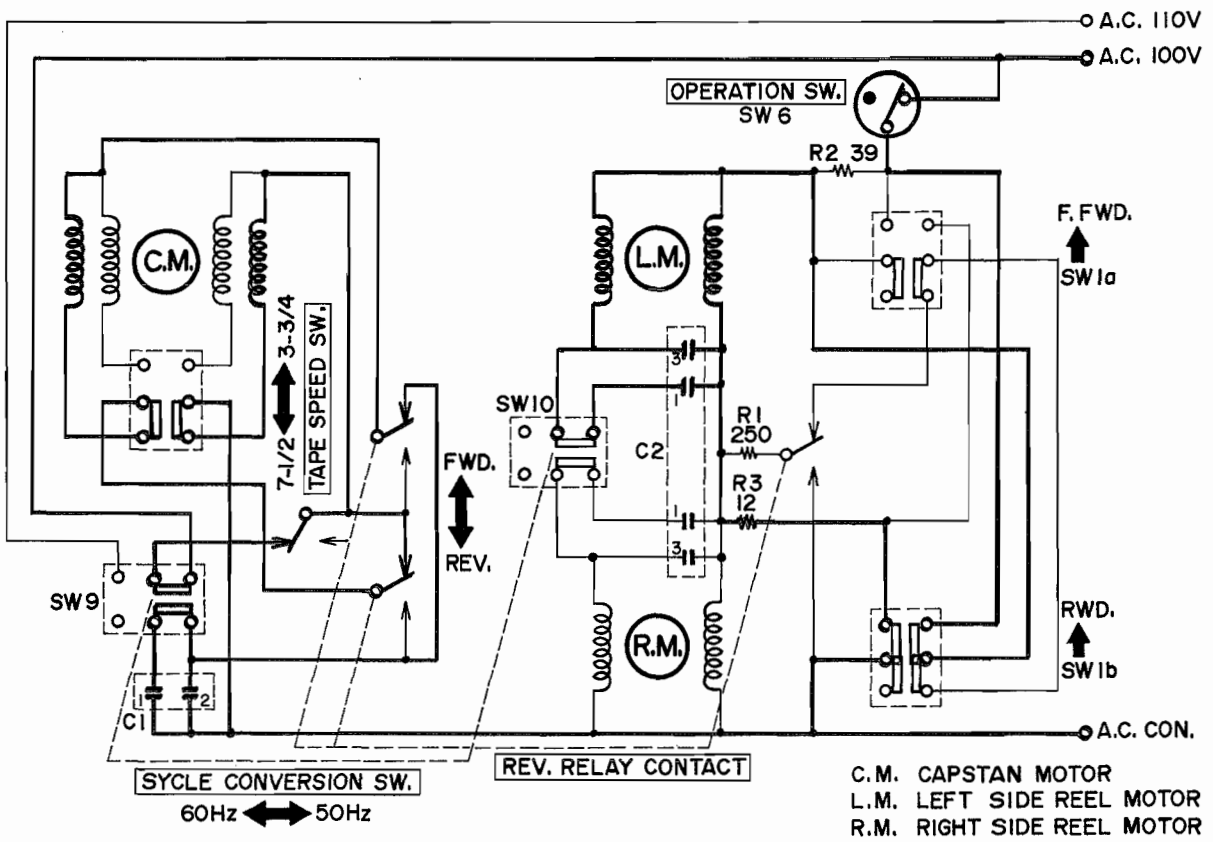 A.C. 110V
A.C. 100V
OPERATION SW.
SW 6
R2 39
F. FWD.
SW1a
C.M.
L.M.
7-1/2 3-3/4
TAPE SPEED SW.
3
1
SW10
C2
R1
250
FWD.
REV.
R3
12
1
3
SW9
R.M.
RWD.
SW1b
1
2
C1
A.C. CON.
SYCLE CONVERSION SW.
60Hz 50Hz
REV. RELAY CONTACT
C.M. CAPSTAN MOTOR
L.M. LEFT SIDE REEL MOTOR
R.M. RIGHT SIDE REEL MOTOR